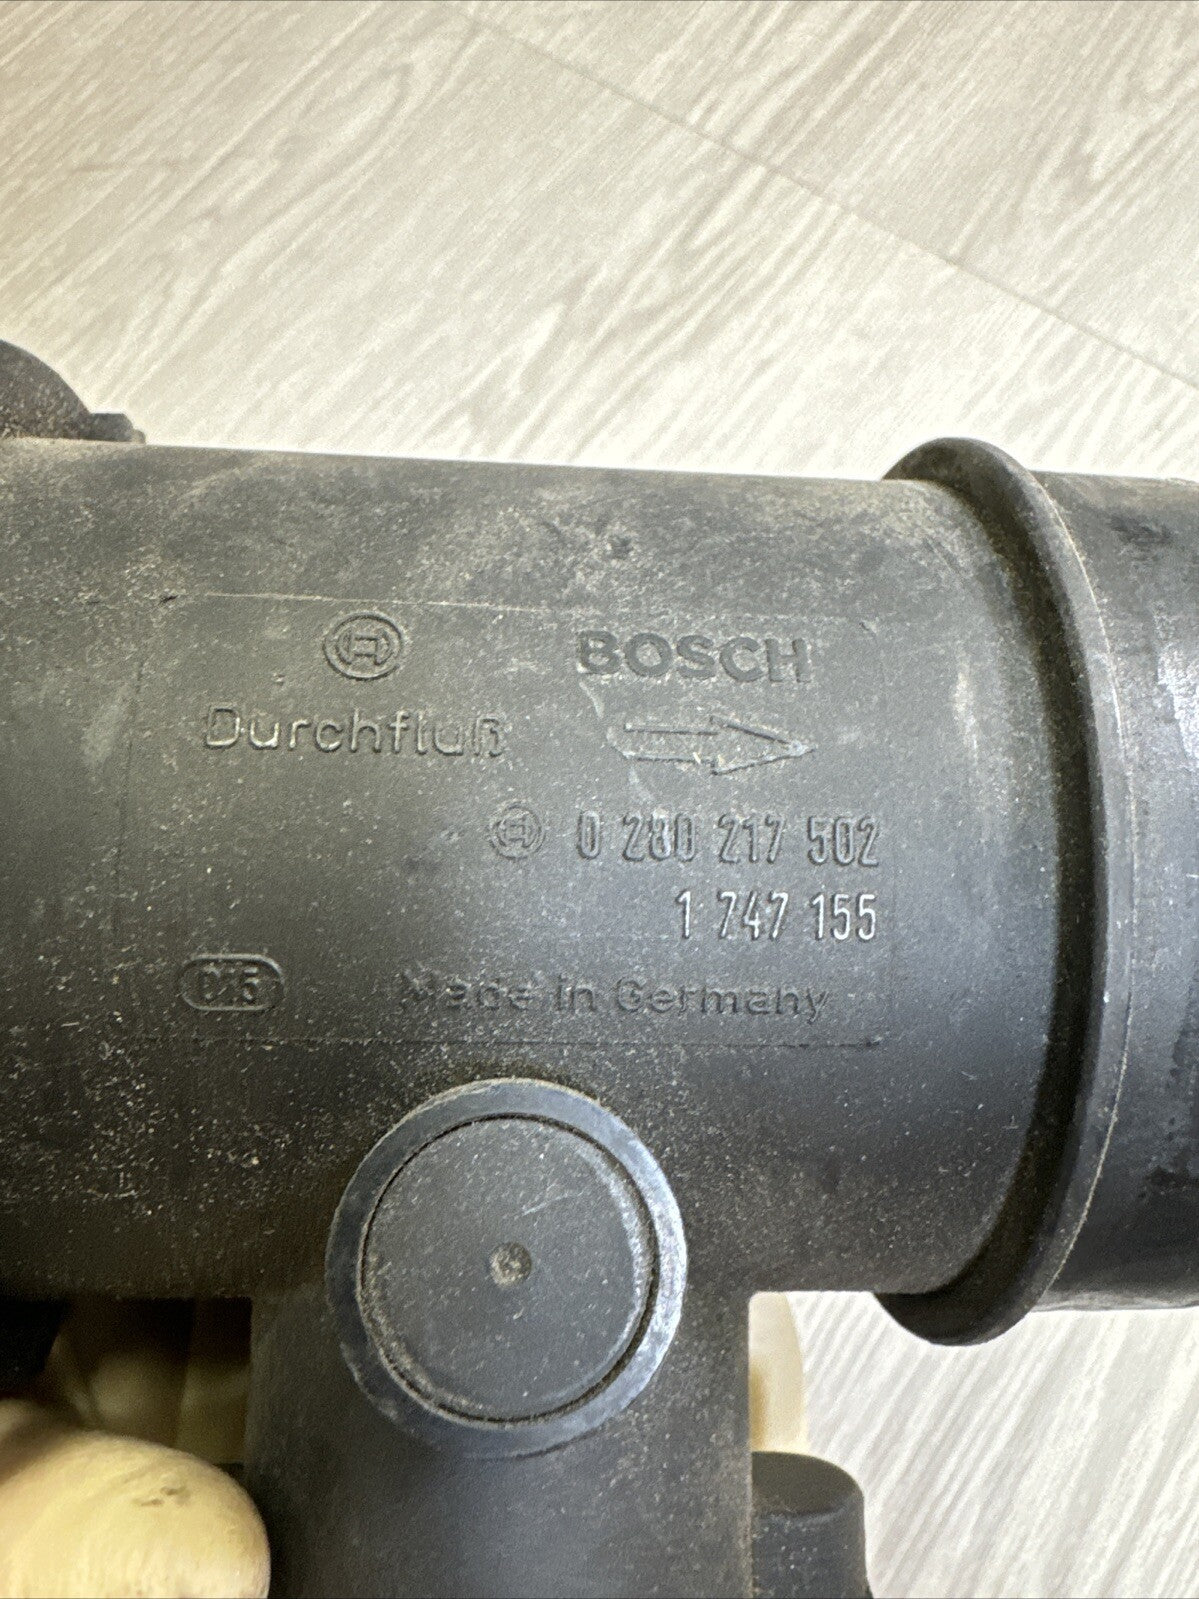 BOSCH
Durchfluß
0 280 217 502
1 747 155
Made in Germany